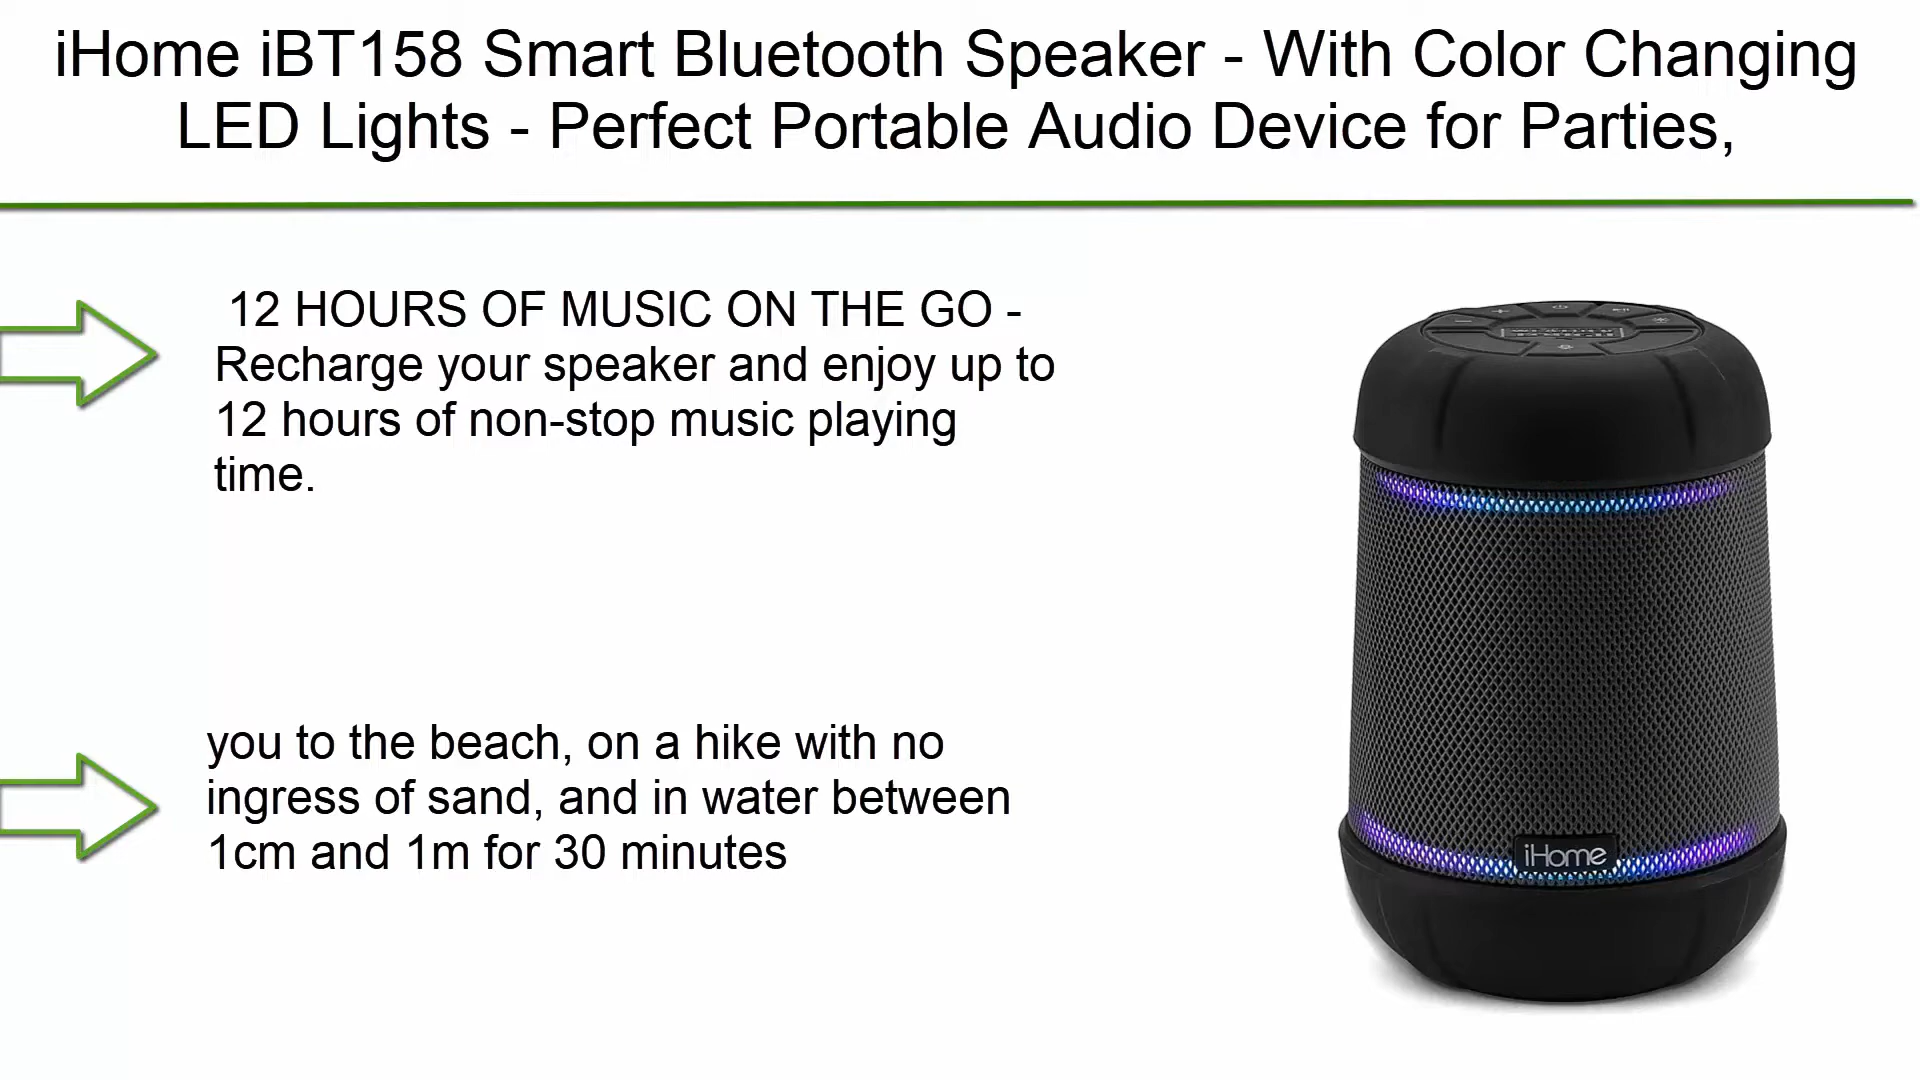 iHome iBT158 Smart Bluetooth Speaker - With Color Changing
LED Lights - Perfect Portable Audio Device for Parties,
12 HOURS OF MUSIC ON THE GO -
Recharge your speaker and enjoy up to
12 hours of non-stop music playing
time.
you to the beach, on a hike with no
ingress of sand, and in water between
1cm and 1m for 30 minutes
iHome